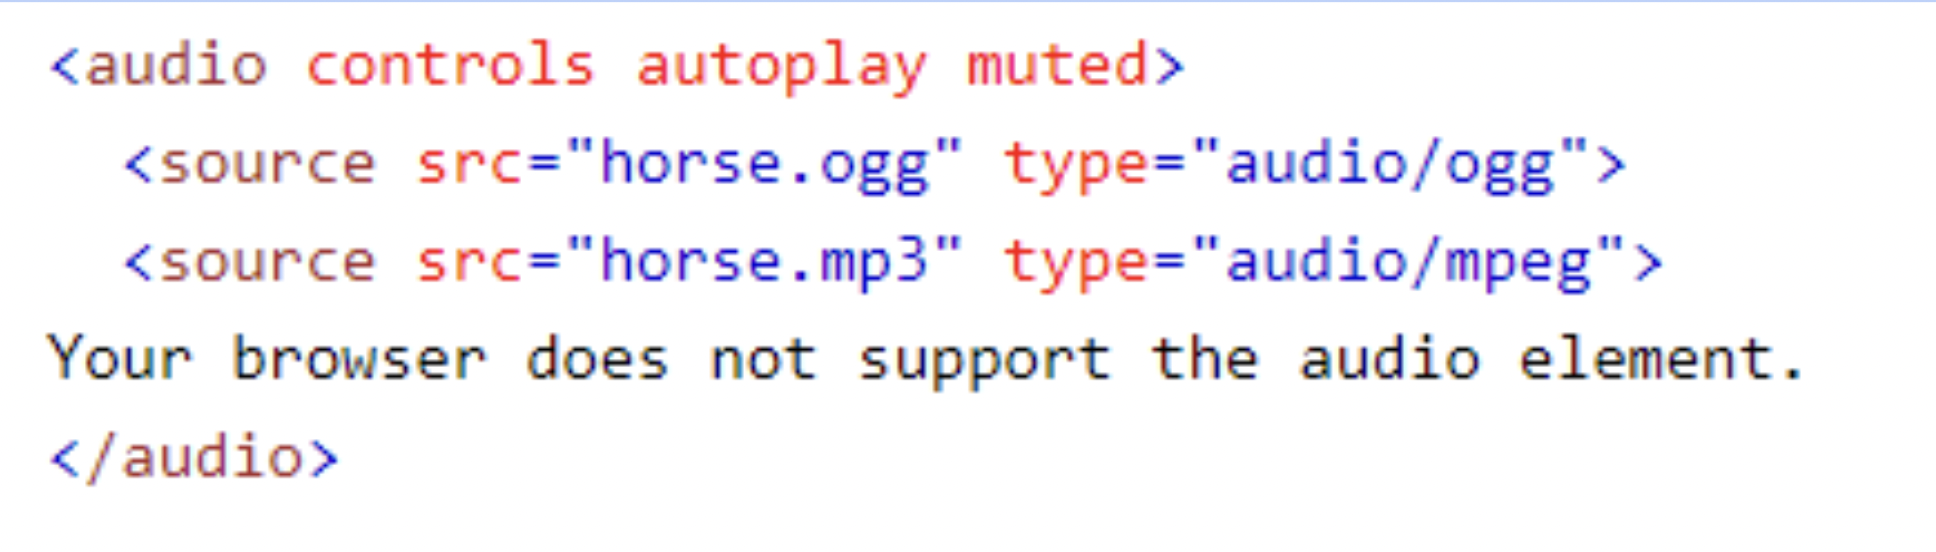 <audio controls autoplay muted>
  <source src="horse.ogg" type="audio/ogg">
  <source src="horse.mp3" type="audio/mpeg">
Your browser does not support the audio element.
</audio>